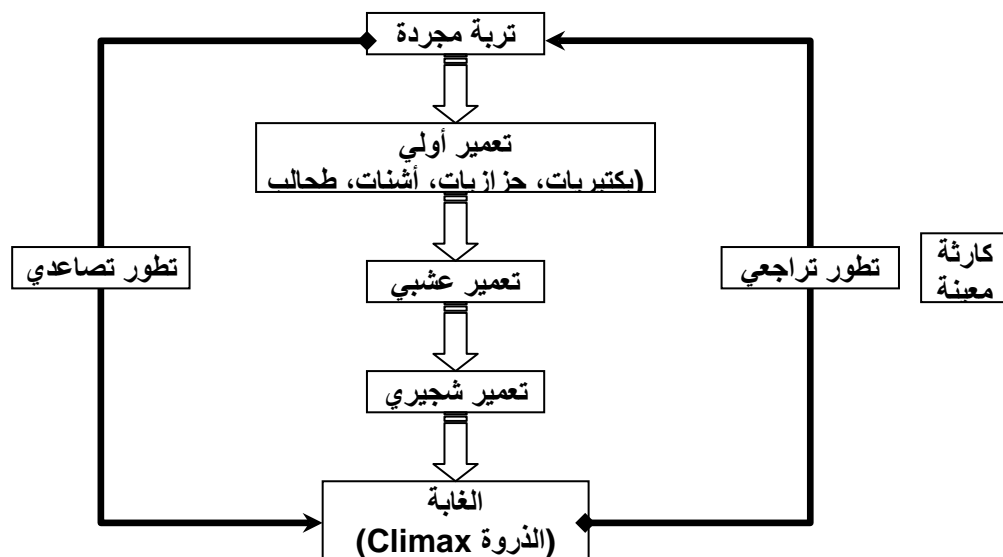 تربة مجردة
تعمير أولي
(بكتيريات، حزازيات، أشنات، طحالب
تطور تصاعدي
تعمير عشبي
تطور تراجعي
كارثة
معينة
تعمير شجيري
الغابة
(الذروة Climax)